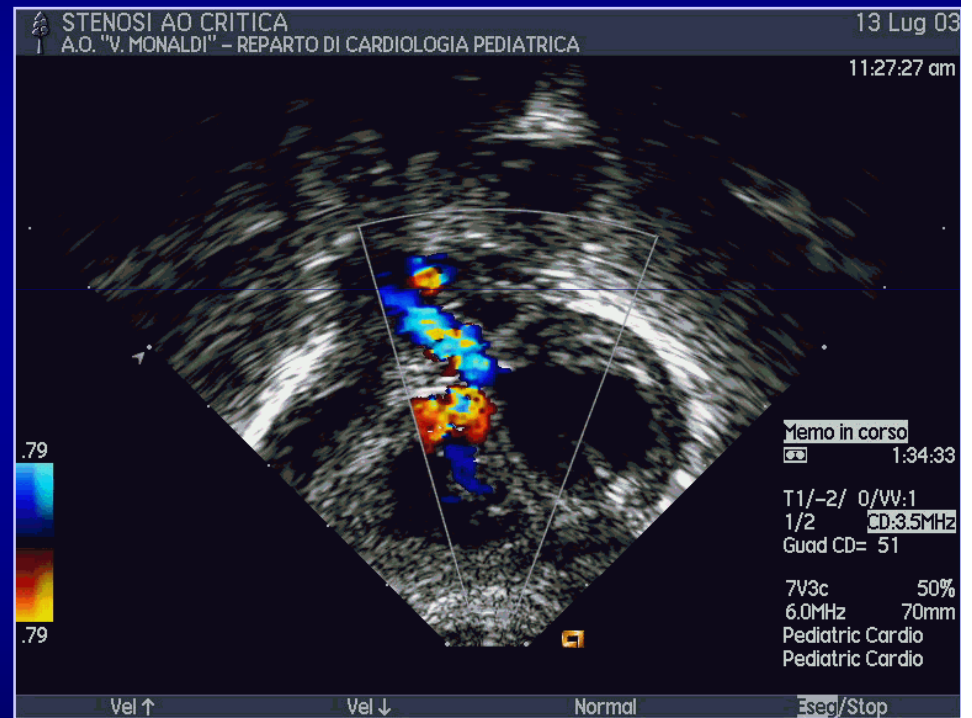 STENOSI AO CRITICA
13 Lug 03
A.O. "V. MONALDI" – REPARTO DI CARDIOLOGIA PEDIATRICA
11:27:27 am
Memo in corso
1:34:33
.79
T1/-2/ 0/VV:1
1/2 CD:3.5MHz
Guad CD= 51
7V3c 50%
6.0MHz 70mm
.79
Pediatric Cardio
Pediatric Cardio
Vel ↑ Vel ↓ Normal Eseg/Stop